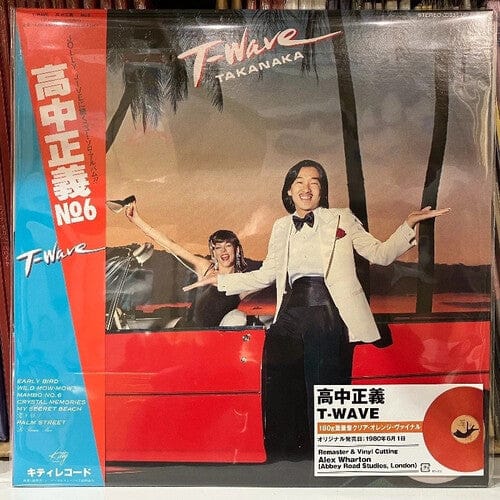 T-Wave
TAKANAKA
STEREO
高中正義
No6
T-Wave
EARLY BIRD
WILD MOW-MOW
MAMBO NO.6
CRYSTAL MEMORIES
MY SECRET BEACH
PALM STREET
Kitty
キティレコード
高中正義
T-WAVE
180g重量盤クリア・オレンジ・ヴァイナル
オリジナル発売日:1980年6月1日
Remaster & Vinyl Cutting
Alex Wharton
(Abbey Road Studios, London)